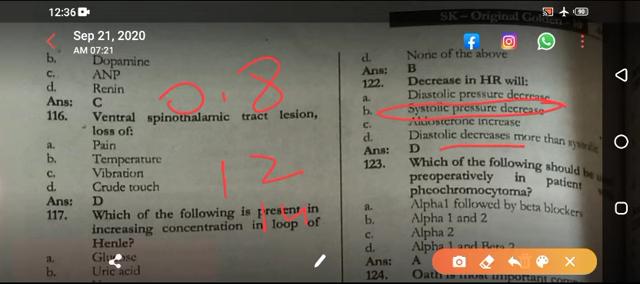 12:36
90
Sep 21, 2020
AM 07:21
SK - Original Golden
b. Dopamine
c. ANP
d. Renin
Ans: C
116. Ventral spinothalamic tract lesion,
loss of:
a. Pain
b. Temperature
c. Vibration
d. Crude touch
Ans: D
117. Which of the following is present in
increasing concentration in loop of
Henle?
a. Glucose
b. Uric acid
0.8
12
14
d. None of the above
Ans: B
122. Decrease in HR will:
a. Diastolic pressure decrease
b. Systolic pressure decrease
c. Aldosterone increase
d. Diastolic decreases more than systolic
Ans: D
123. Which of the following should be
preoperatively in patient
pheochromocytoma?
a. Alpha1 followed by beta blockers
b. Alpha 1 and 2
c. Alpha 2
d. Alpha 1 and Beta 2
Ans: A
124. most important